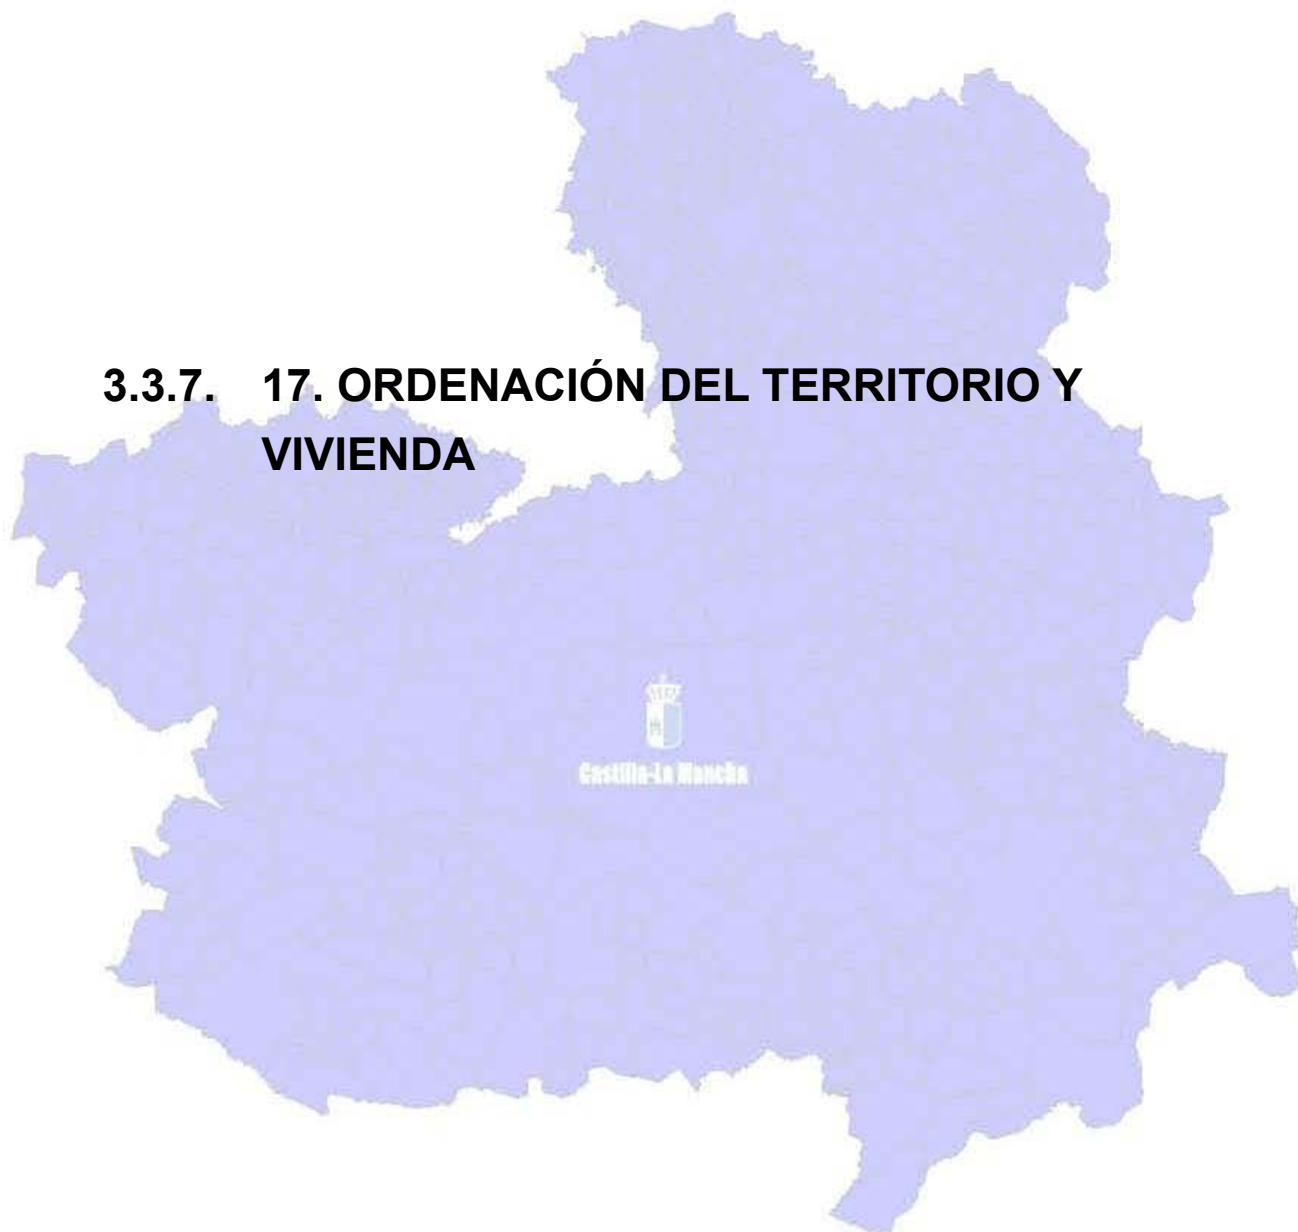 3.3.7. 17. ORDENACIÓN DEL TERRITORIO Y
VIVIENDA
Castilla-La Mancha